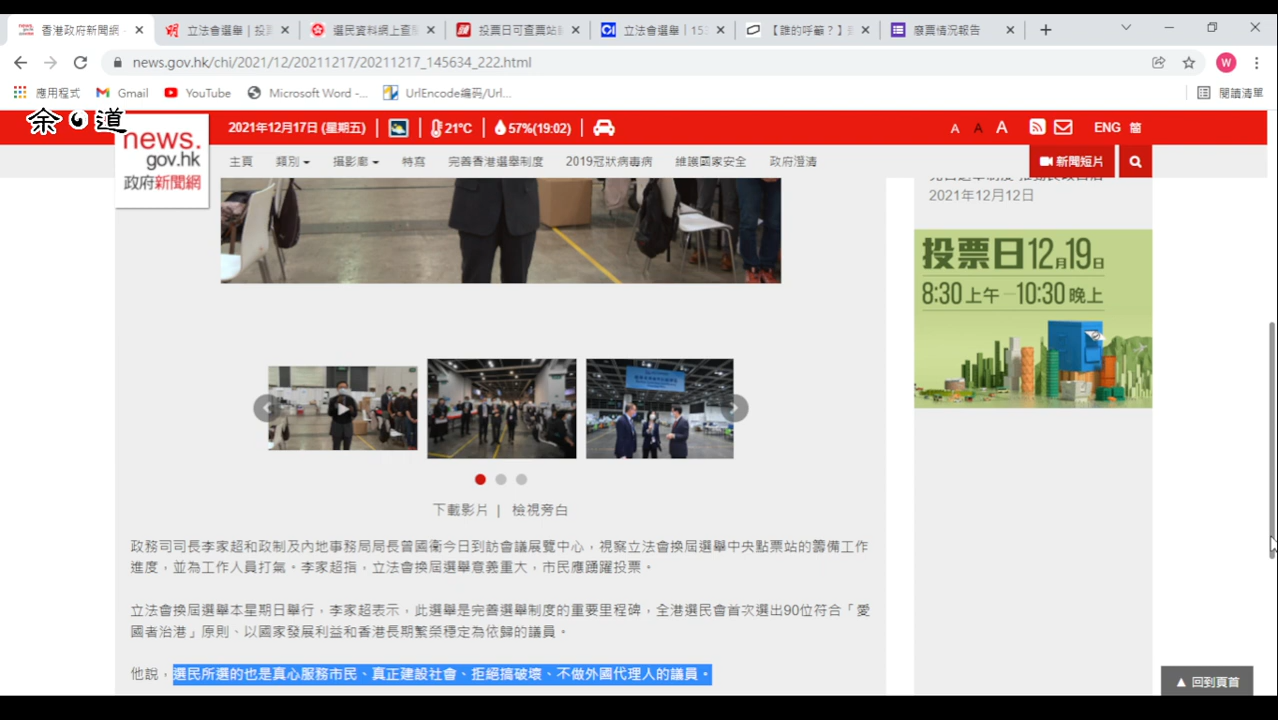 香港政府新聞網 -
立法會選舉｜投
選民資料網上查
投票日可查票站
立法會選舉｜15
【誰的呼籲？】
廢票情況報告
news.gov.hk/chi/2021/12/20211217/20211217_145634_222.html
W
應用程式
Gmail
YouTube
Microsoft Word -...
UrlEncode編码/Url...
閱讀清單
余 道
news.
gov.hk
政府新聞網
2021年12月17日 (星期五)
21°C
57%(19:02)
A A A
ENG 簡
主頁 類別 攝影廊 特寫 完善香港選舉制度 2019冠狀病毒病 維護國家安全 政府澄清
新聞短片
2021年12月12日
投票日12月19日
8:30上午—10:30晚上
下載影片 | 檢視旁白
政務司司長李家超和政制及內地事務局局長曾國衞今日到訪會議展覽中心，視察立法會換屆選舉中央點票站的籌備工作
進度，並為工作人員打氣。李家超指，立法會換屆選舉意義重大，市民應踴躍投票。
立法會換屆選舉本星期日舉行，李家超表示，此選舉是完善選舉制度的重要里程碑，全港選民會首次選出90位符合「愛
國者治港」原則、以國家發展利益和香港長期繁榮穩定為依歸的議員。
他說，選民所選的也是真心服務市民、真正建設社會、拒絕搞破壞、不做外國代理人的議員。
▲ 回到頁首